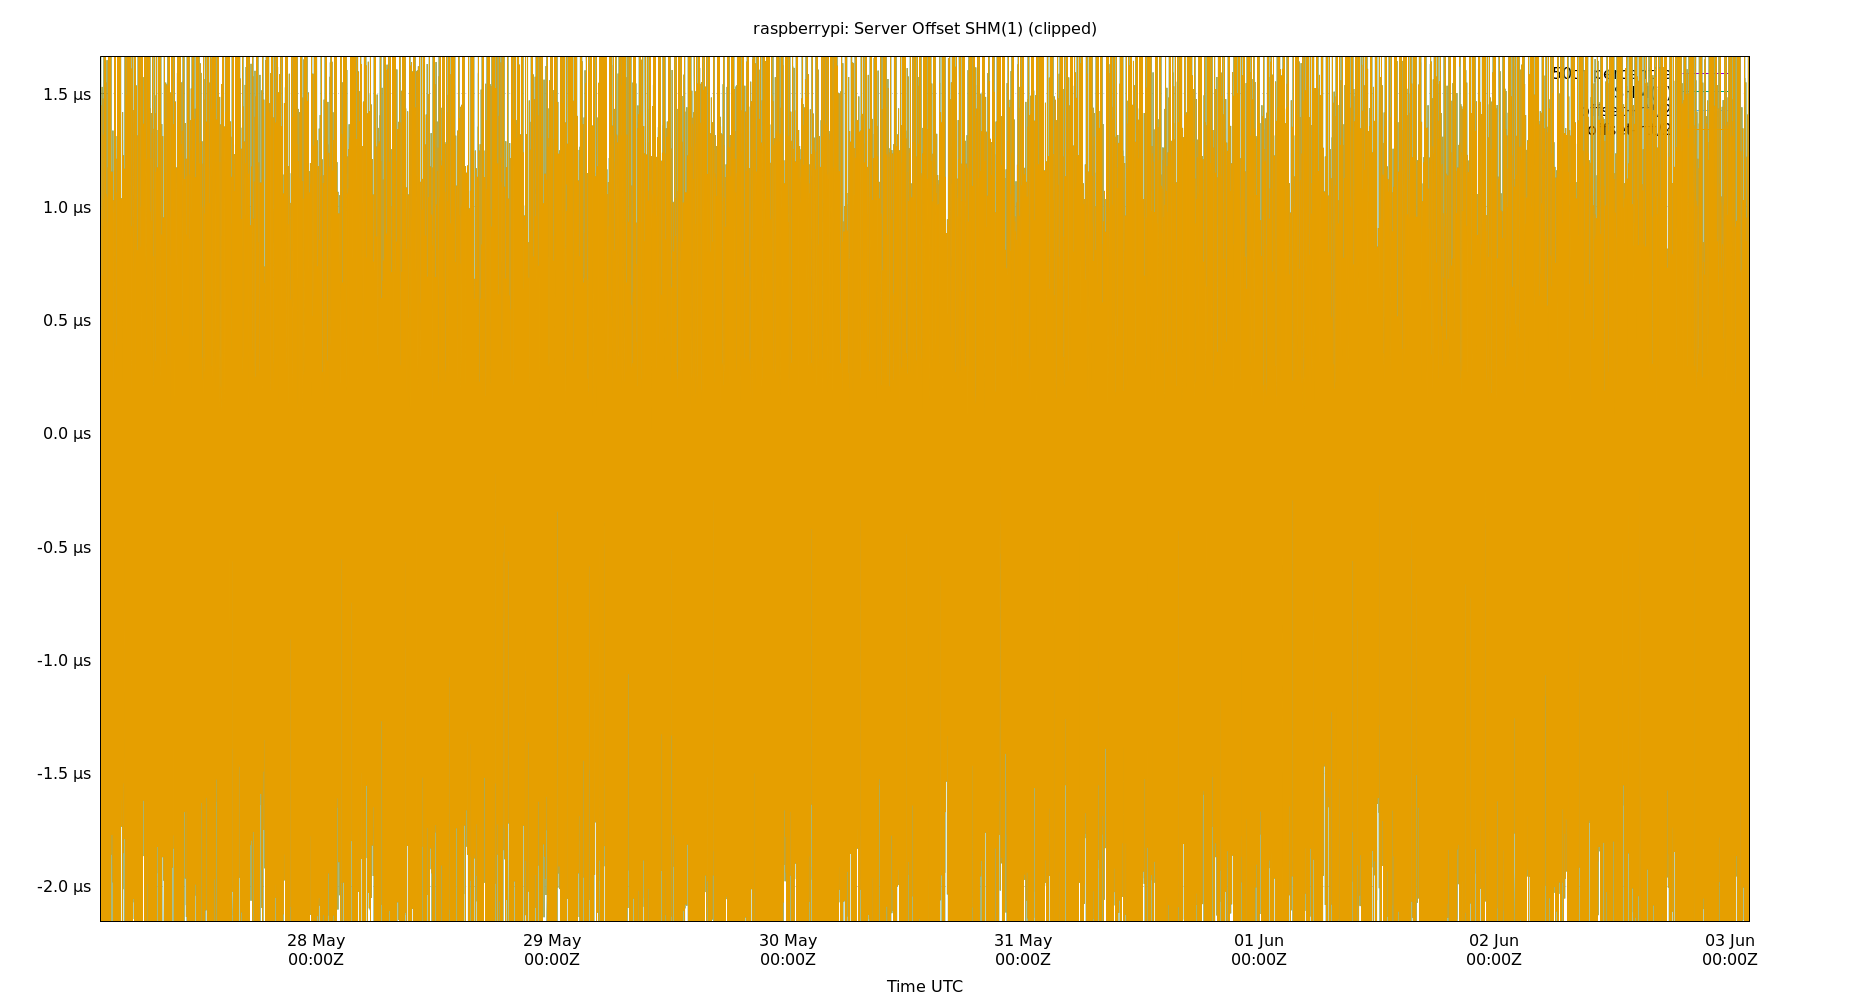 raspberrypi: Server Offset SHM(1) (clipped)
1.5 µs
1.0 µs
0.5 µs
0.0 µs
-0.5 µs
-1.0 µs
-1.5 µs
-2.0 µs
28 May 29 May 30 May 31 May 01 Jun 02 Jun 03 Jun
00:00Z 00:00Z 00:00Z 00:00Z 00:00Z 00:00Z 00:00Z
Time UTC